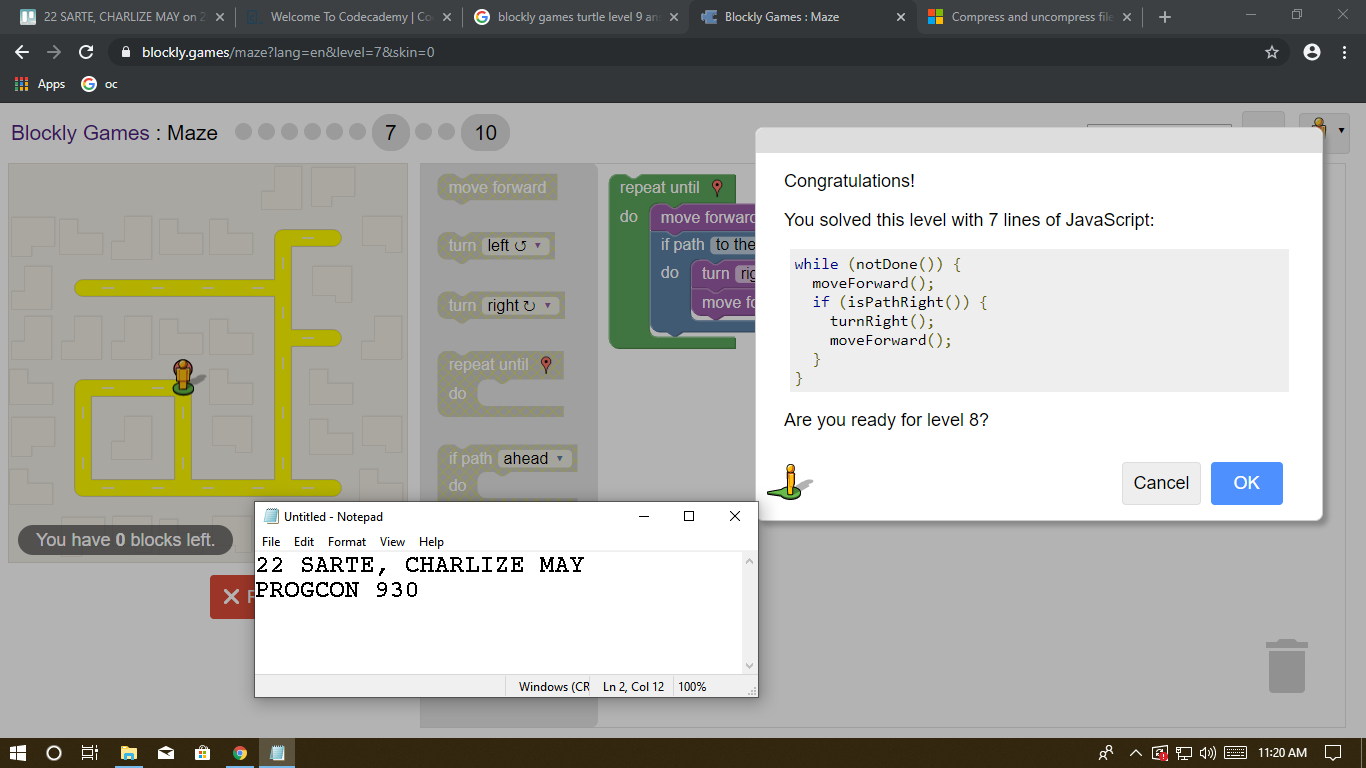 22 SARTE, CHARLIZE MAY on 2
Welcome To Codecademy | Co
blockly games turtle level 9 an
Blockly Games : Maze
Compress and uncompress file
blockly.games/maze?lang=en&level=7&skin=0
Apps
oc
Blockly Games : Maze
7
10
move forward
turn left
turn right
repeat until
do
if path ahead
do
repeat until
do
move forward
if path to the
do
turn
You have 0 blocks left.
Congratulations!
You solved this level with 7 lines of JavaScript:
while (notDone()) {
  moveForward();
  if (isPathRight()) {
    turnRight();
    moveForward();
  }
}
Are you ready for level 8?
Cancel
OK
Untitled - Notepad
File Edit Format View Help
22 SARTE, CHARLIZE MAY
PROGCON 930
Windows (CR
Ln 2, Col 12
100%
11:20 AM